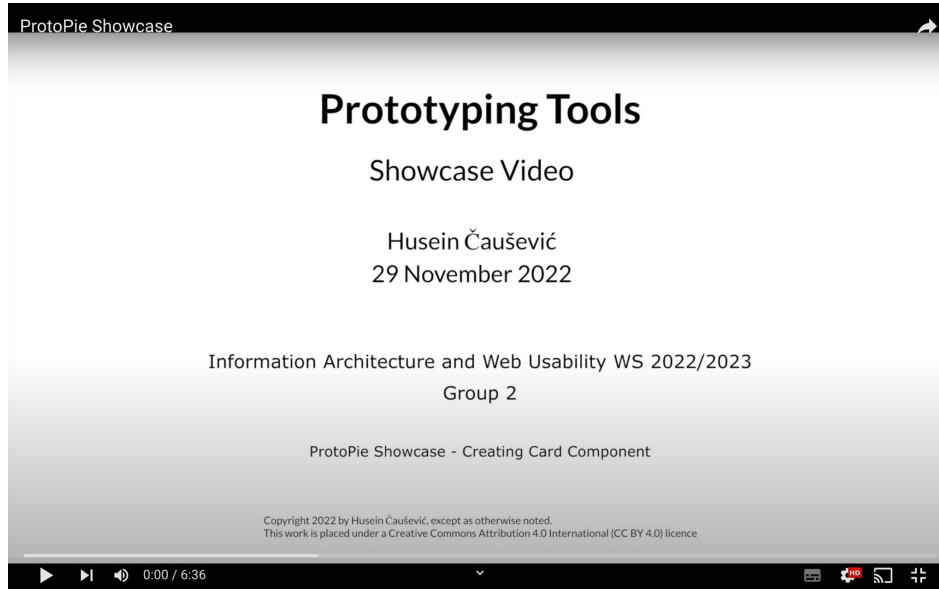 ProtoPie Showcase
Prototyping Tools
Showcase Video
Husein Čaušević
29 November 2022
Information Architecture and Web Usability WS 2022/2023
Group 2
ProtoPie Showcase - Creating Card Component
Copyright 2022 by Husein Čaušević, except as otherwise noted.
This work is placed under a Creative Commons Attribution 4.0 International (CC BY 4.0) licence
0:00 / 6:36
HD